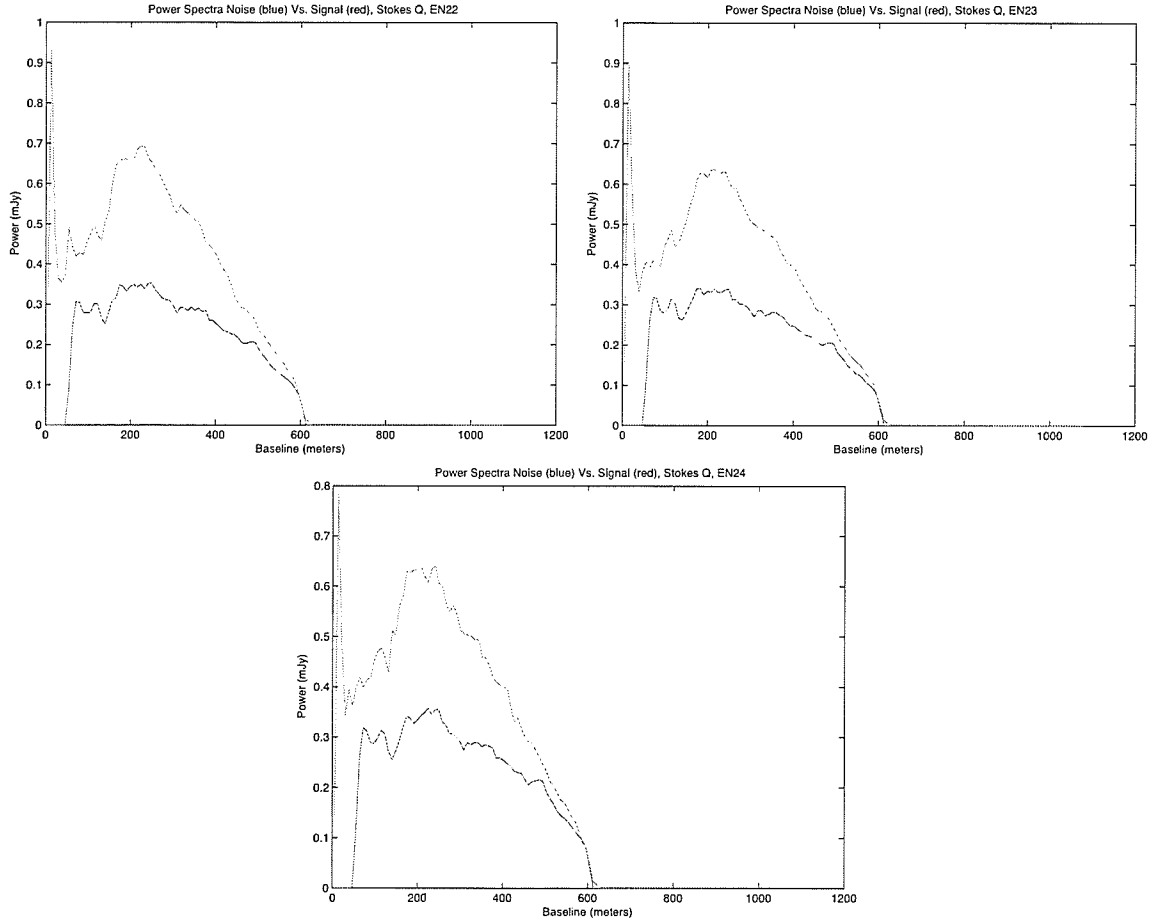 Power Spectra Noise (blue) Vs. Signal (red), Stokes Q, EN22
1
0.9
0.8
0.7
0.6
0.5
0.4
0.3
0.2
0.1
0
Power (mJy)
0 200 400 600 800 1000 1200
Baseline (meters)
Power Spectra Noise (blue) Vs. Signal (red), Stokes Q, EN23
1
0.9
0.8
0.7
0.6
0.5
0.4
0.3
0.2
0.1
0
Power (mJy)
0 200 400 600 800 1000 1200
Baseline (meters)
Power Spectra Noise (blue) Vs. Signal (red), Stokes Q, EN24
0.8
0.7
0.6
0.5
0.4
0.3
0.2
0.1
0
Power (mJy)
0 200 400 600 800 1000 1200
Baseline (meters)